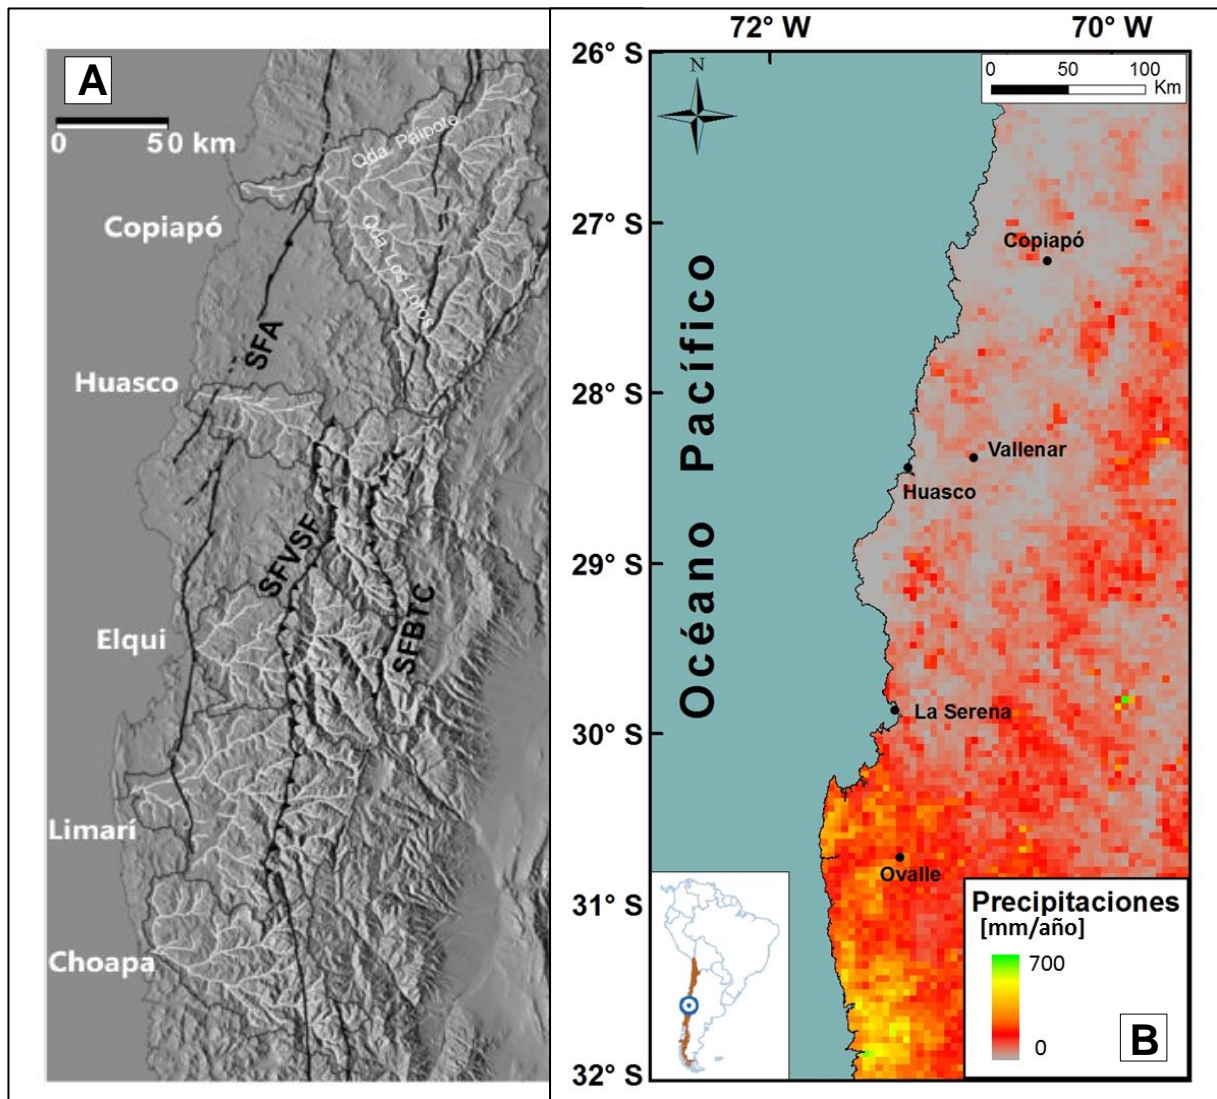 A
0 50 km
Qda. Paipote
Copiapó
Qda. Los Loros
SFA
Huasco
SFVSF
SFBTC
Elqui
Limarí
Choapa
72° W 70° W
26° S
27° S
28° S
29° S
30° S
31° S
32° S
N
0 50 100
Km
Océano Pacífico
Copiapó
Vallenar
Huasco
La Serena
Ovalle
Precipitaciones
[mm/año]
700
0
B